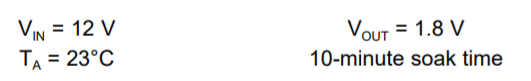 V_IN = 12 V
V_OUT = 1.8 V
T_A = 23°C
10-minute soak time